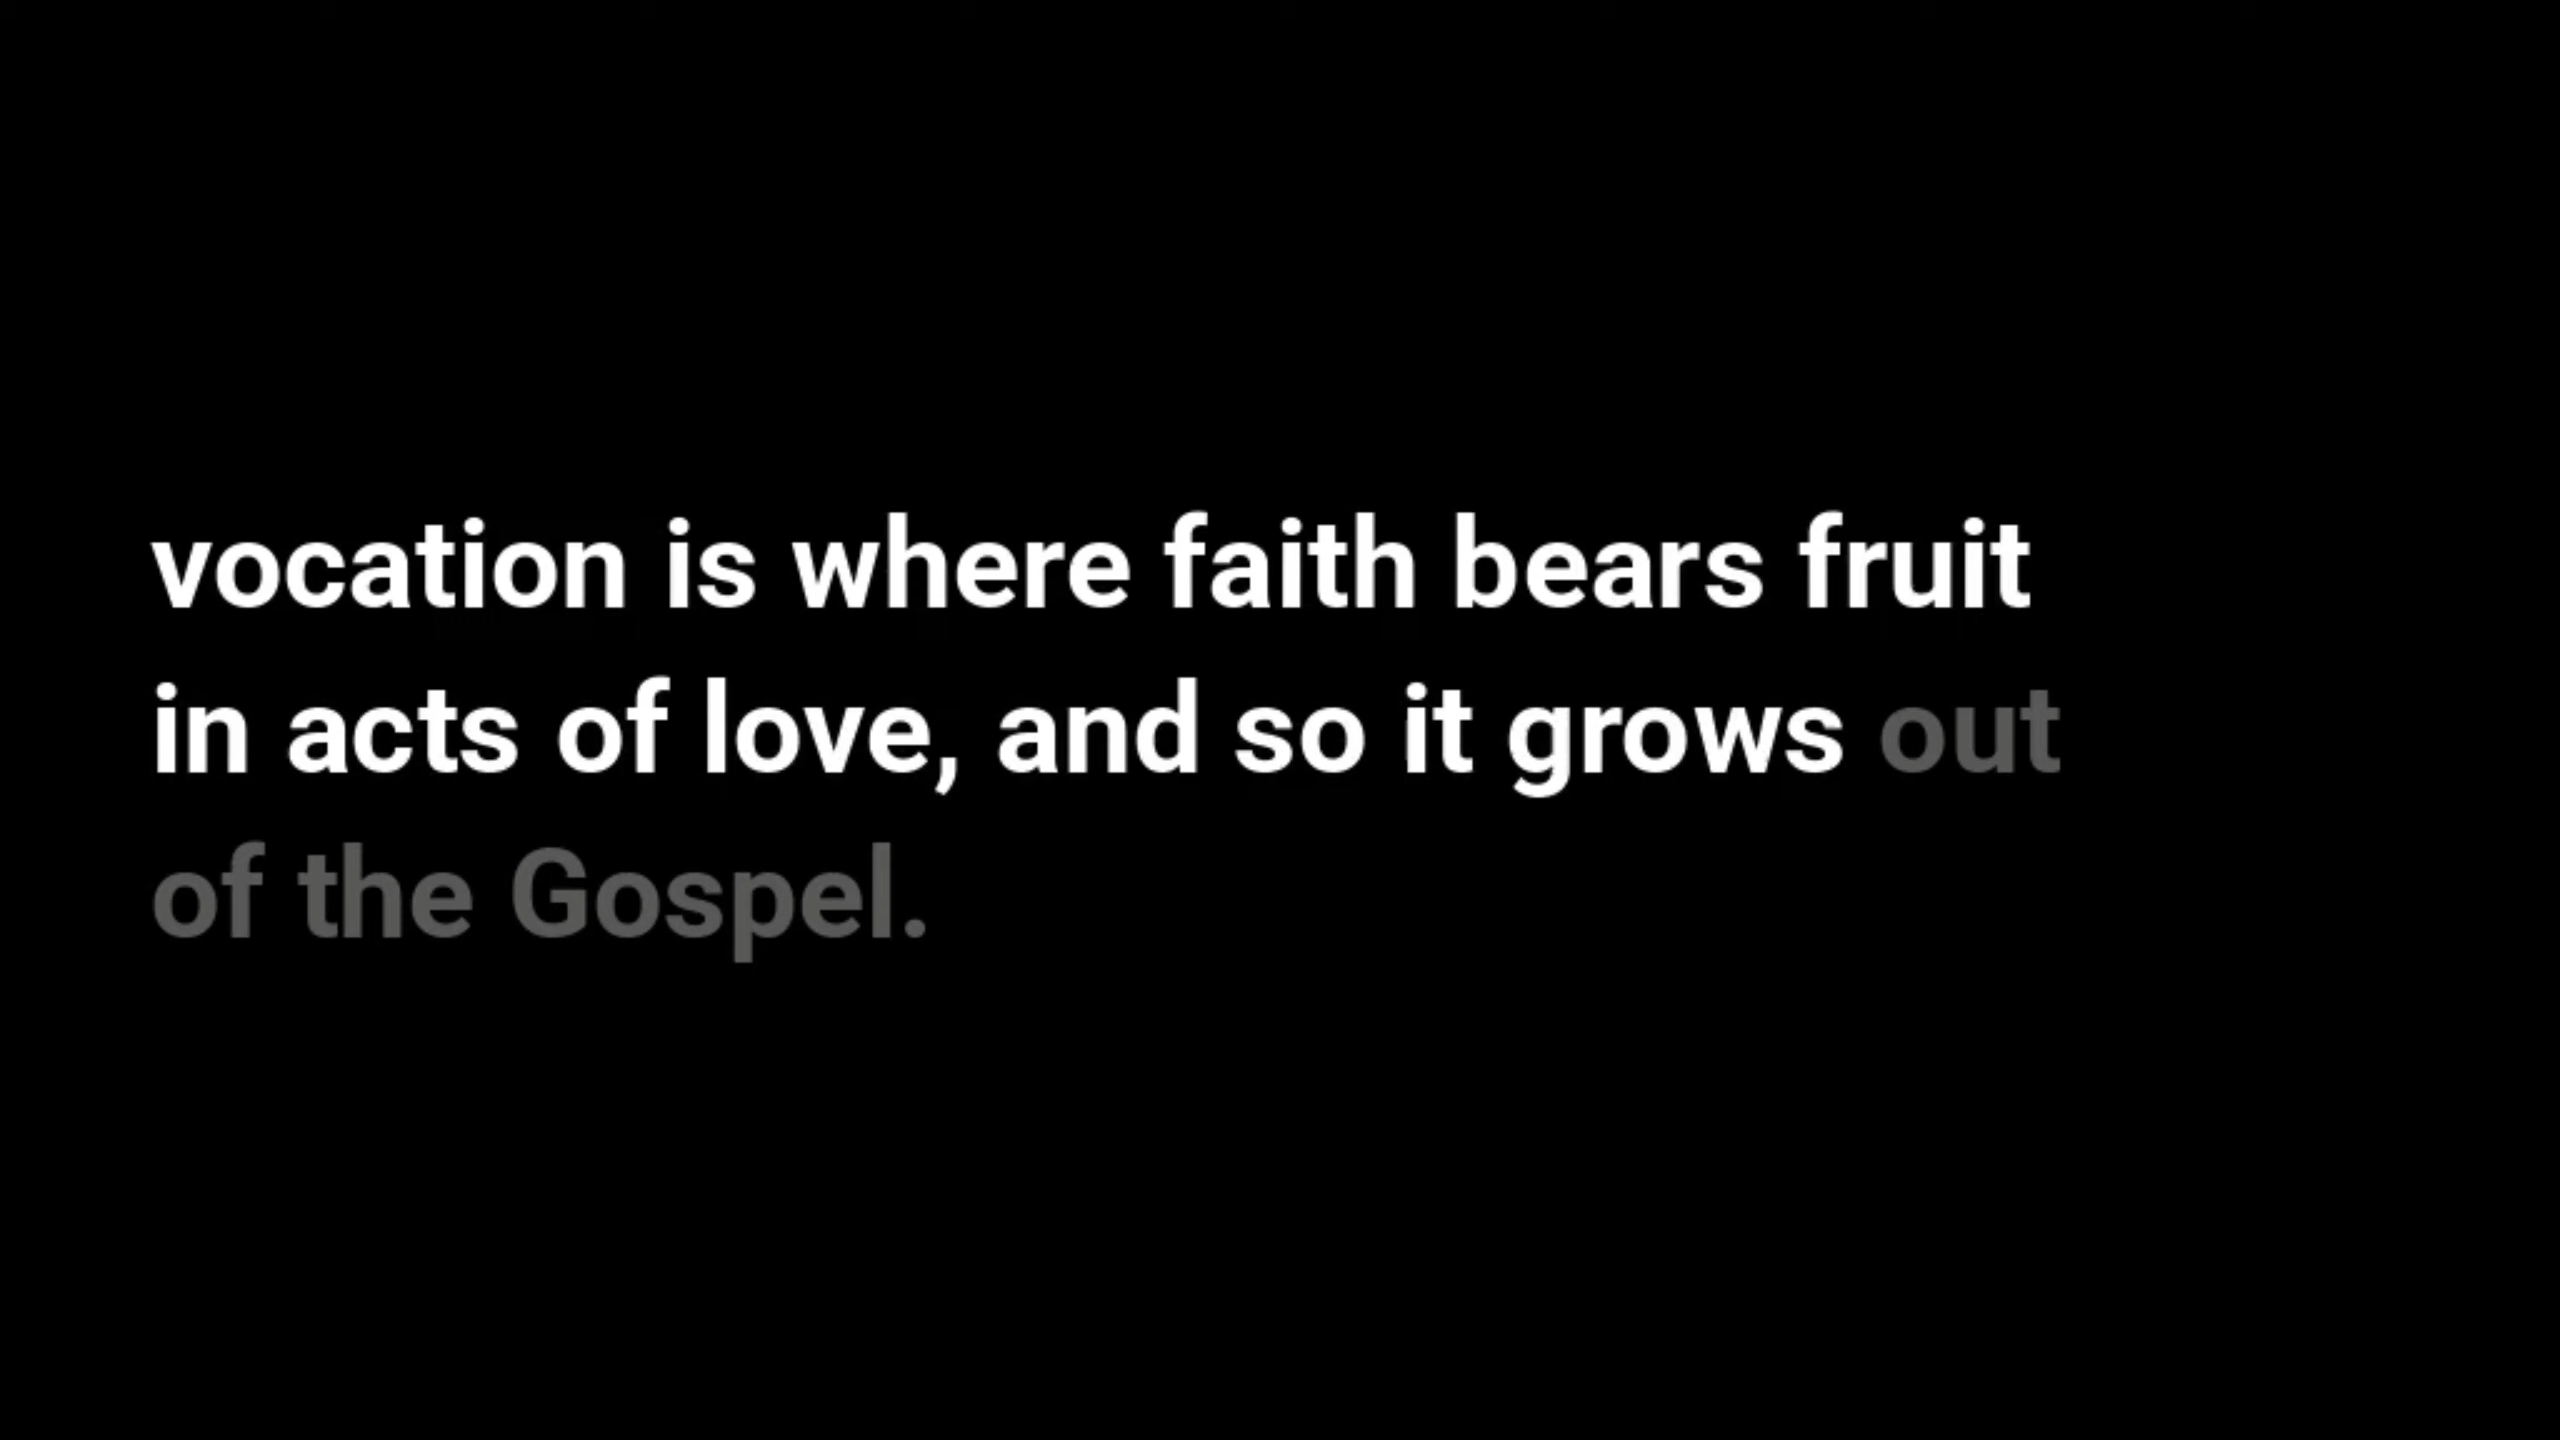 vocation is where faith bears fruit
in acts of love, and so it grows out
of the Gospel.